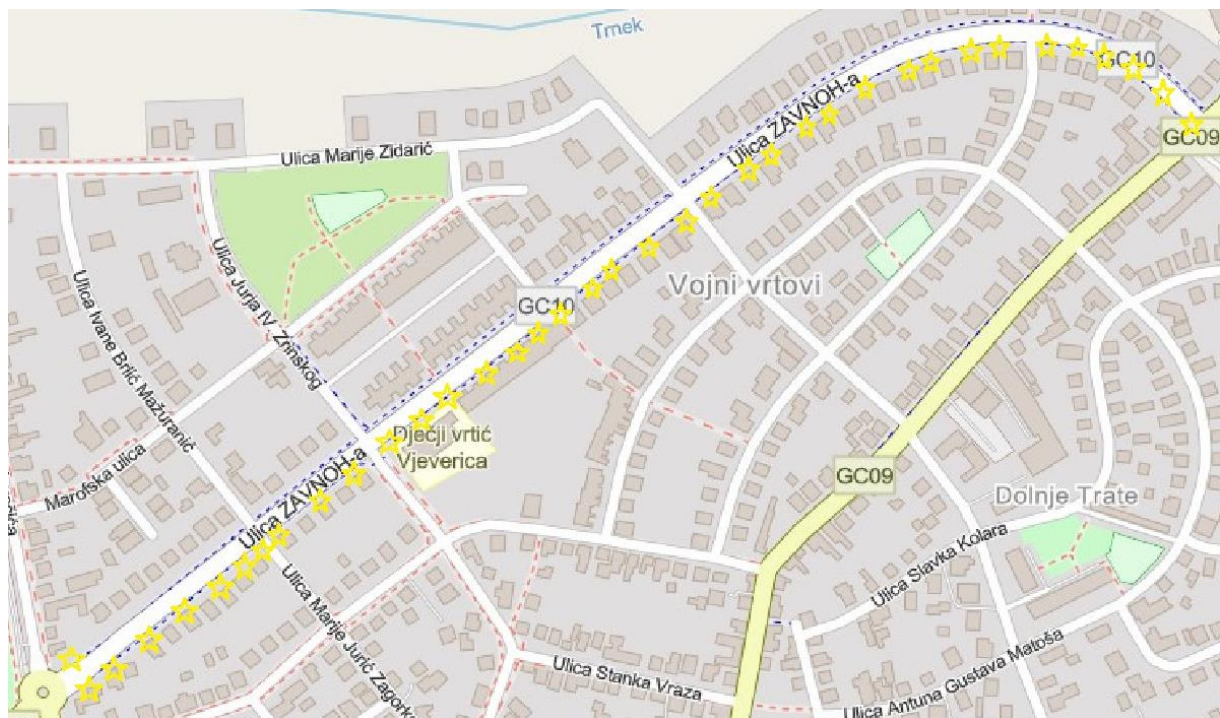 Trnek
GC10
GC09
Ulica ZAVNOH-a
Ulica Marije Zidarić
Ulica Jurja IV. Zrinskog
Ulica Ivane Brlić Mažuranić
Vojni vrtovi
GC10
Marofska ulica
Dječji vrtić
Vjeverica
Ulica ZAVNOH-a
GC09
Dolnje Trate
Ulica Slavka Kolara
Ulica Marije Jurić Zagorke
Ulica Stanka Vraza
Ulica Antuna Gustava Matoša